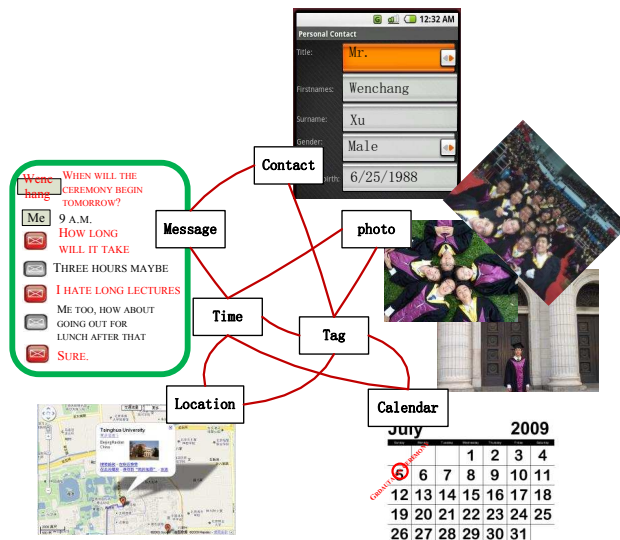 12:32 AM
Personal Contact
Title:
Mr.
Firstnames:
Wenchang
Surname:
Xu
Gender:
Male
birth:
6/25/1988
Contact
Message
photo
Time
Tag
Location
Calendar
Wenc
hang
WHEN WILL THE
CEREMONY BEGIN
TOMORROW?
Me
9 A.M.
HOW LONG
WILL IT TAKE
THREE HOURS MAYBE
I HATE LONG LECTURES
ME TOO, HOW ABOUT
GOING OUT FOR
LUNCH AFTER THAT
SURE.
Tsinghua University
Beijing Haidian
China
July 2009
1 2 3 4
5 6 7 8 9 10 11
12 13 14 15 16 17 18
19 20 21 22 23 24 25
26 27 28 29 30 31